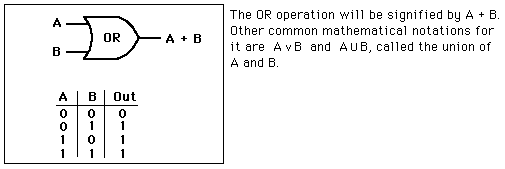 A
OR
A + B
B
A B Out
0 0 0
0 1 1
1 0 1
1 1 1
The OR operation will be signified by A + B.
Other common mathematical notations for
it are A ∨ B and A ∪ B, called the union of
A and B.